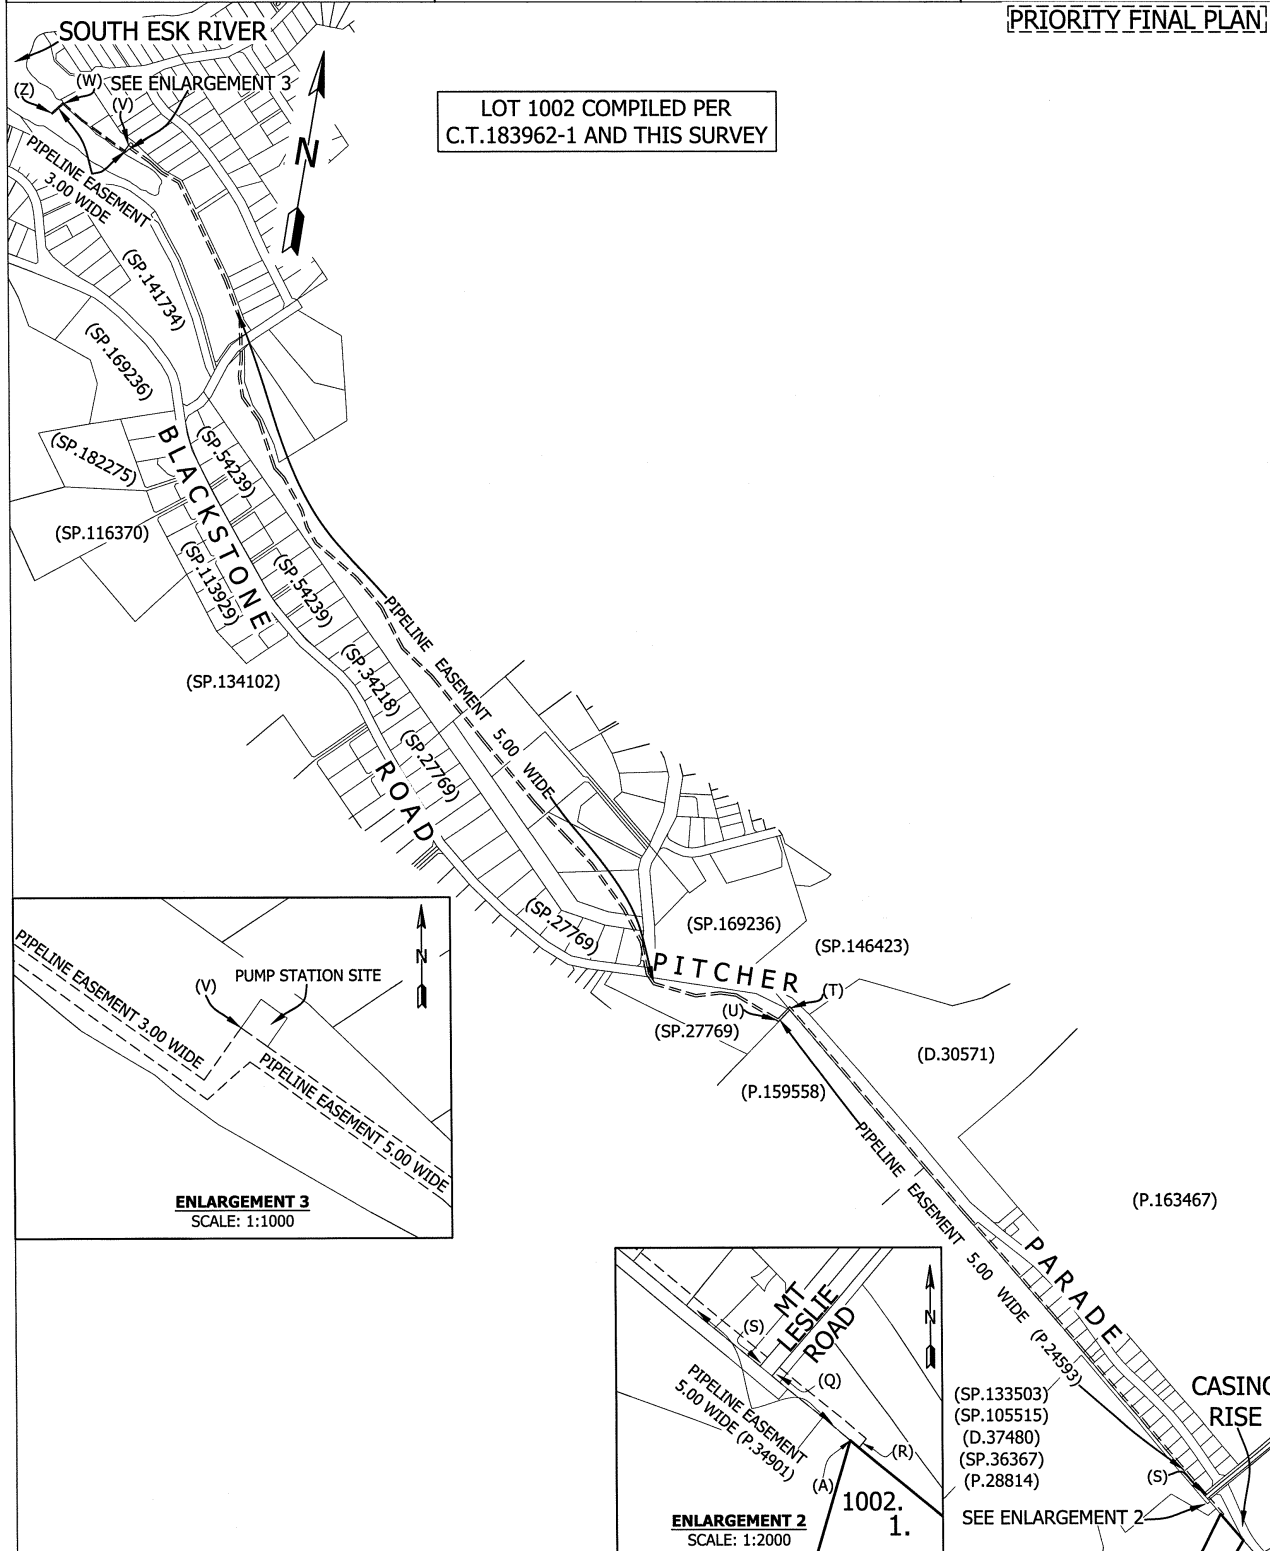 PRIORITY FINAL PLAN
SOUTH ESK RIVER
(Z)
(W)
SEE ENLARGEMENT 3
(V)
LOT 1002 COMPILED PER
C.T.183962-1 AND THIS SURVEY
N
PIPELINE EASEMENT
3.00 WIDE
(SP.141734)
(SP.169236)
(SP.182275)
(SP.54239)
(SP.116370)
BLACKSTONE
(SP.113929)
(SP.54239)
(SP.134102)
(SP.34218)
PIPELINE EASEMENT 5.00 WIDE
(SP.27769)
ROAD
(SP.27769)
(SP.169236)
(SP.146423)
PITCHER
(T)
(U)
(SP.27769)
(D.30571)
(P.159558)
PIPELINE EASEMENT 5.00 WIDE (P.24593)
(P.163467)
PARADE
CASINO
RISE
(SP.133503)
(SP.105515)
(D.37480)
(SP.36367)
(P.28814)
(S)
SEE ENLARGEMENT 2
PIPELINE EASEMENT 3.00 WIDE
(V)
PUMP STATION SITE
N
PIPELINE EASEMENT 5.00 WIDE
ENLARGEMENT 3
SCALE: 1:1000
MT
LESLIE
ROAD
N
(S)
(Q)
PIPELINE EASEMENT
5.00 WIDE (P.34901)
(R)
(A)
1002.
1.
ENLARGEMENT 2
SCALE: 1:2000